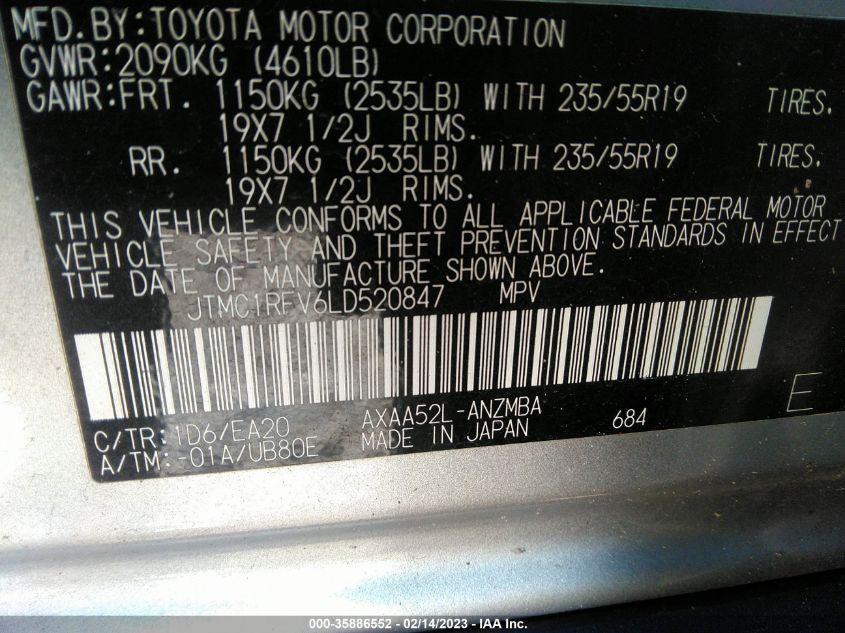 MFD.BY:TOYOTA MOTOR CORPORATION
GVWR:2090KG (4610LB)
GAWR:FRT. 1150KG (2535LB) WITH 235/55R19 TIRES.
19X7 1/2J RIMS.
RR. 1150KG (2535LB) WITH 235/55R19 TIRES.
19X7 1/2J RIMS.
THIS VEHICLE CONFORMS TO ALL APPLICABLE FEDERAL MOTOR
VEHICLE SAFETY AND THEFT PREVENTION STANDARDS IN EFFECT
THE DATE OF MANUFACTURE SHOWN ABOVE.
JTMC1RFV6LD520847 MPV
C/TR:1D6/EA20 AXAA52L-ANZMBA E
A/TM:-01A/UB80E MADE IN JAPAN 684
000-35886552 - 02/14/2023 - IAA Inc.